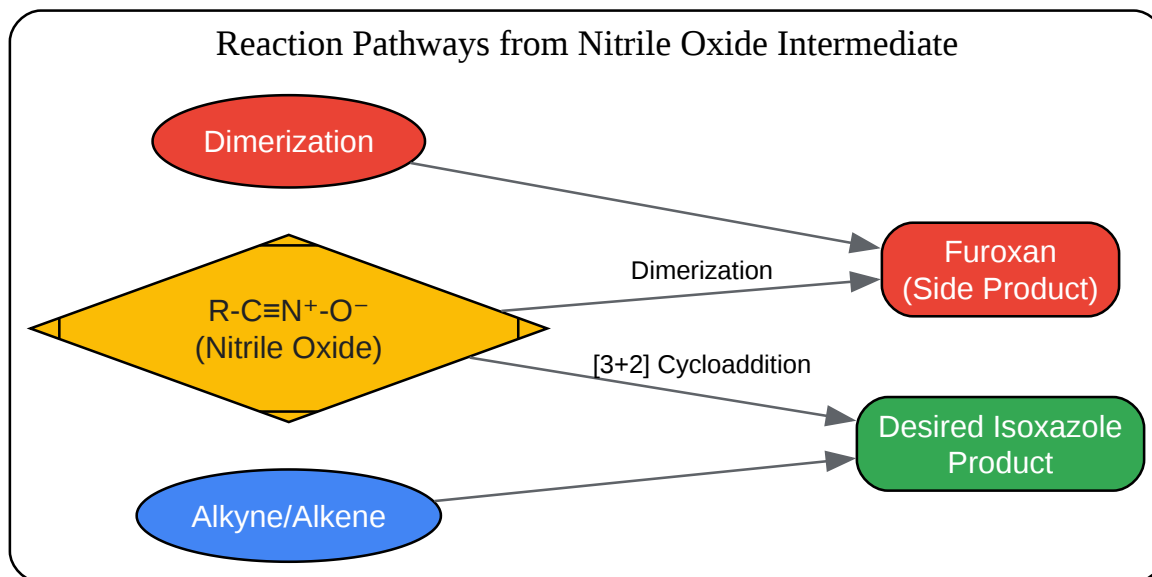 Reaction Pathways from Nitrile Oxide Intermediate
Dimerization
Furoxan
(Side Product)
Dimerization
R-C≡N⁺-O⁻
(Nitrile Oxide)
[3+2] Cycloaddition
Desired Isoxazole
Product
Alkyne/Alkene